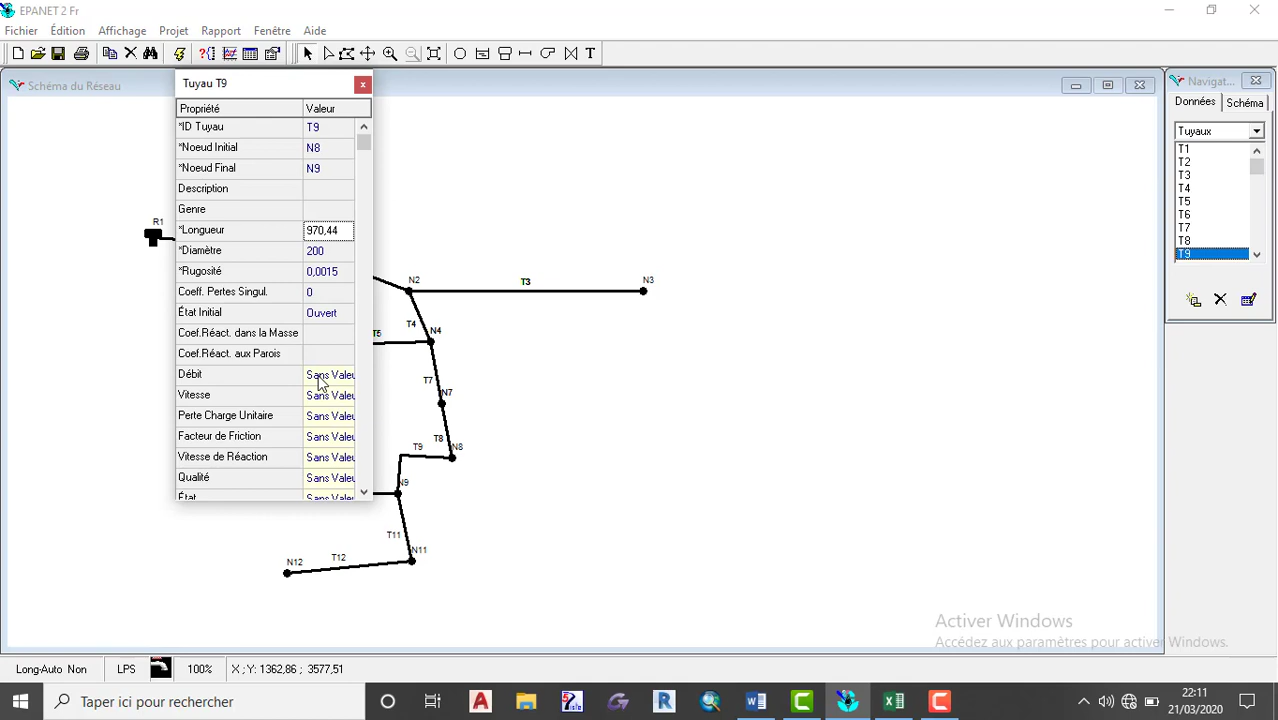 EPANET 2 Fr
Fichier Édition Affichage Projet Rapport Fenêtre Aide
Schéma du Réseau
Tuyau T9
Propriété Valeur
*ID Tuyau T9
*Noeud Initial N8
*Noeud Final N9
Description
Genre
*Longueur 970,44
*Diamètre 200
*Rugosité 0,0015
Coeff. Pertes Singul. 0
État Initial Ouvert
Coef.Réact. dans la Masse
Coef.Réact. aux Parois
Débit Sans Valeu
Vitesse Sans Valeu
Perte Charge Unitaire Sans Valeu
Facteur de Friction Sans Valeu
Vitesse de Réaction Sans Valeu
Qualité Sans Valeu
État Sans Valeu
R1
N2
T3
N3
T4
N4
T5
T7
N7
T8
N8
T9
N9
T11
N11
N12
T12
Navigat...
Données Schéma
Tuyaux
T1
T2
T3
T4
T5
T6
T7
T8
T9
Activer Windows
Accédez aux paramètres pour activer Windows.
Long-Auto Non LPS 100% X ; Y: 1362,86 ; 3577,51
Taper ici pour rechercher
22:11
21/03/2020